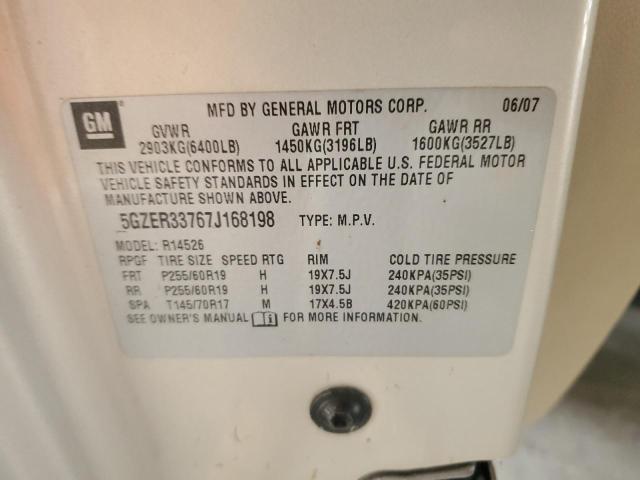 GM
MFD BY GENERAL MOTORS CORP. 06/07
GVWR GAWR FRT GAWR RR
2903KG(6400LB) 1450KG(3196LB) 1600KG(3527LB)
THIS VEHICLE CONFORMS TO ALL APPLICABLE U.S. FEDERAL MOTOR
VEHICLE SAFETY STANDARDS IN EFFECT ON THE DATE OF
MANUFACTURE SHOWN ABOVE.
5GZER33767J168198 TYPE: M.P.V.
MODEL: R14526
RPGF TIRE SIZE SPEED RTG RIM COLD TIRE PRESSURE
FRT P255/60R19 H 19X7.5J 240KPA(35PSI)
RR P255/60R19 H 19X7.5J 240KPA(35PSI)
SPA T145/70R17 M 17X4.5B 420KPA(60PSI)
SEE OWNER'S MANUAL FOR MORE INFORMATION.